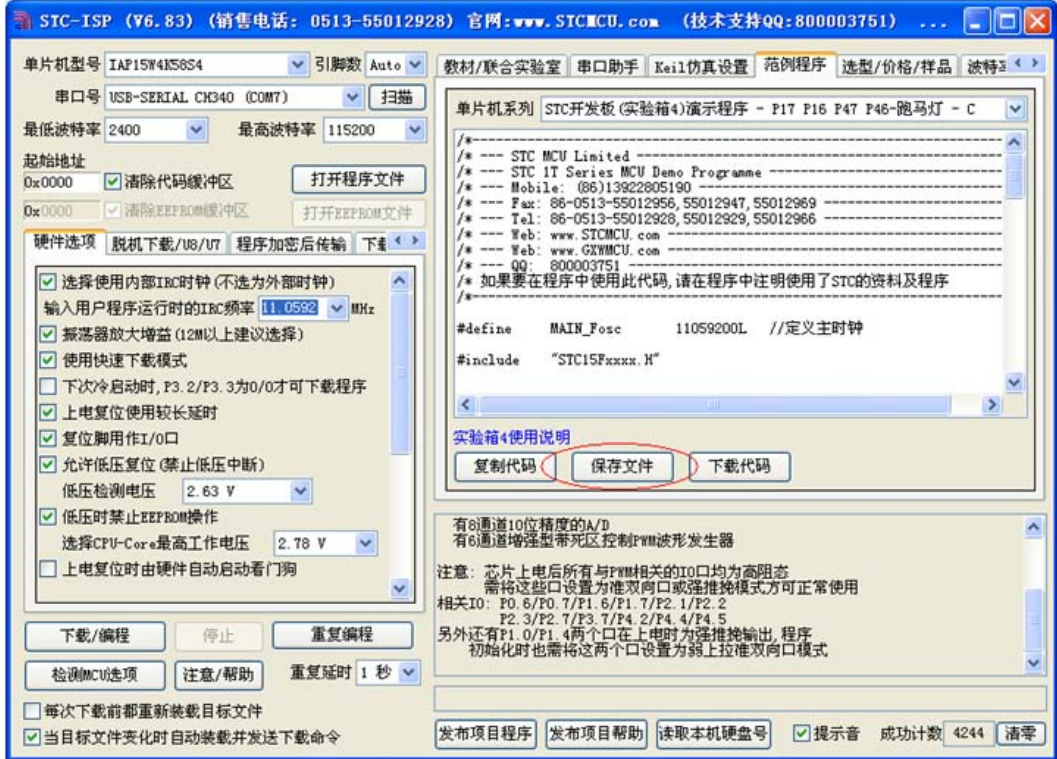 STC-ISP (V6.83) (销售电话: 0513-55012928) 官网:www.STCMCU.com (技术支持QQ:800003751) ...
单片机型号 IAP15W4K58S4 引脚数 Auto
串口号 USB-SERIAL CH340 (COM7) 扫描
最低波特率 2400 最高波特率 115200
起始地址
0x0000 清除代码缓冲区 打开程序文件
0x0000 清除EEPROM缓冲区 打开EEPROM文件
硬件选项 脱机下载/U8/U7 程序加密后传输 下载
选择使用内部IRC时钟(不选为外部时钟)
输入用户程序运行时的IRC频率 11.0592 MHz
振荡器放大增益(12M以上建议选择)
使用快速下载模式
下次冷启动时,P3.2/P3.3为0/0才可下载程序
上电复位使用较长延时
复位脚用作I/O口
允许低压复位(禁止低压中断)
低压检测电压 2.63 V
低压时禁止EEPROM操作
选择CPU-Core最高工作电压 2.78 V
上电复位时由硬件自动启动看门狗
下载/编程 停止 重复编程
检测MCU选项 注意/帮助 重复延时 1 秒
每次下载前都重新装载目标文件
当目标文件变化时自动装载并发送下载命令
教材/联合实验室 串口助手 Keil仿真设置 范例程序 选型/价格/样品 波特率
单片机系列 STC开发板(实验箱4)演示程序 - P17 P16 P47 P46-跑马灯 - C
/*---------------------------------------------------------------------
/* --- STC MCU Limited ------------------------------------------------
/* --- STC 1T Series MCU Demo Programme -------------------------------
/* --- Mobile: (86)13922805190 ----------------------------------------
/* --- Fax: 86-0513-55012956,55012947,55012969 ------------------------
/* --- Tel: 86-0513-55012928,55012929,55012966 ------------------------
/* --- Web: www.STCMCU.com --------------------------------------------
/* --- Web: www.GXWMCU.com --------------------------------------------
/* --- QQ:  800003751 -------------------------------------------------
/* 如果要在程序中使用此代码,请在程序中注明使用了STC的资料及程序
/*---------------------------------------------------------------------
#define MAIN_Fosc 11059200L //定义主时钟
#include "STC15Fxxxx.H"
实验箱4使用说明
复制代码 保存文件 下载代码
有8通道10位精度的A/D
有6通道增强型带死区控制PWM波形发生器
注意: 芯片上电后所有与PWM相关的IO口均为高阻态
需将这些口设置为准双向口或强推挽模式方可正常使用
相关IO: P0.6/P0.7/P1.6/P1.7/P2.1/P2.2
P2.3/P2.7/P3.7/P4.2/P4.4/P4.5
另外还有P1.0/P1.4两个口在上电时为强推挽输出,程序
初始化时也需将这两个口设置为弱上拉准双向口模式
发布项目程序 发布项目帮助 读取本机硬盘号 提示音 成功计数 4244 清零